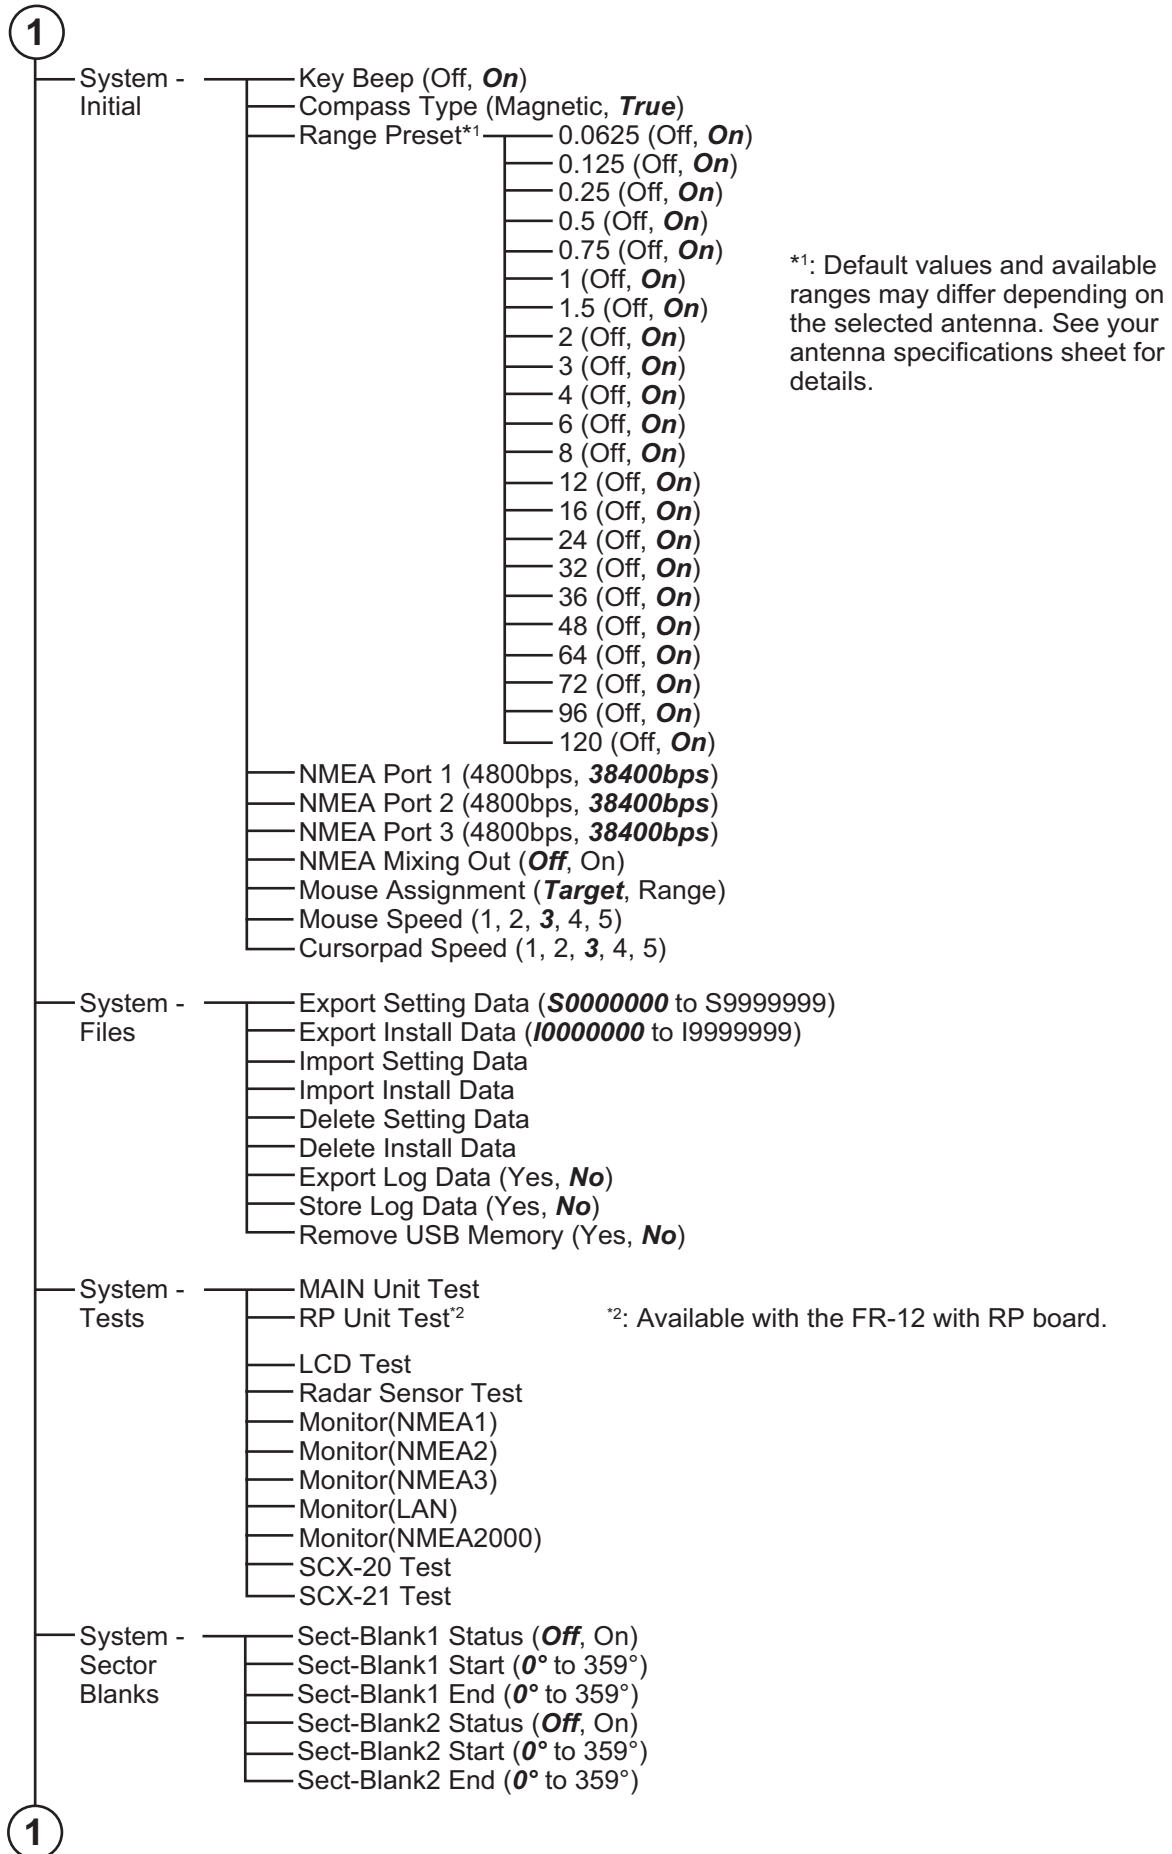 1
System -
Initial
Key Beep (Off, On)
Compass Type (Magnetic, True)
Range Preset*1
0.0625 (Off, On)
0.125 (Off, On)
0.25 (Off, On)
0.5 (Off, On)
0.75 (Off, On)
1 (Off, On)
1.5 (Off, On)
2 (Off, On)
3 (Off, On)
4 (Off, On)
6 (Off, On)
8 (Off, On)
12 (Off, On)
16 (Off, On)
24 (Off, On)
32 (Off, On)
36 (Off, On)
48 (Off, On)
64 (Off, On)
72 (Off, On)
96 (Off, On)
120 (Off, On)
*1: Default values and available
ranges may differ depending on
the selected antenna. See your
antenna specifications sheet for
details.
NMEA Port 1 (4800bps, 38400bps)
NMEA Port 2 (4800bps, 38400bps)
NMEA Port 3 (4800bps, 38400bps)
NMEA Mixing Out (Off, On)
Mouse Assignment (Target, Range)
Mouse Speed (1, 2, 3, 4, 5)
Cursorpad Speed (1, 2, 3, 4, 5)
System -
Files
Export Setting Data (S0000000 to S9999999)
Export Install Data (I0000000 to I9999999)
Import Setting Data
Import Install Data
Delete Setting Data
Delete Install Data
Export Log Data (Yes, No)
Store Log Data (Yes, No)
Remove USB Memory (Yes, No)
System -
Tests
MAIN Unit Test
RP Unit Test*2
*2: Available with the FR-12 with RP board.
LCD Test
Radar Sensor Test
Monitor(NMEA1)
Monitor(NMEA2)
Monitor(NMEA3)
Monitor(LAN)
Monitor(NMEA2000)
SCX-20 Test
SCX-21 Test
System -
Sector
Blanks
Sect-Blank1 Status (Off, On)
Sect-Blank1 Start (0° to 359°)
Sect-Blank1 End (0° to 359°)
Sect-Blank2 Status (Off, On)
Sect-Blank2 Start (0° to 359°)
Sect-Blank2 End (0° to 359°)
1